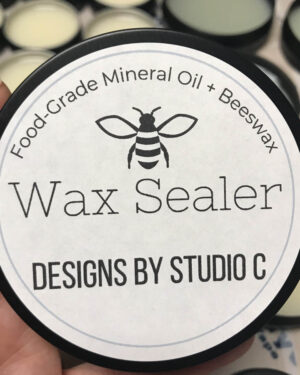 Food-Grade Mineral Oil + Beeswax
Wax Sealer
DESIGNS BY STUDIO C